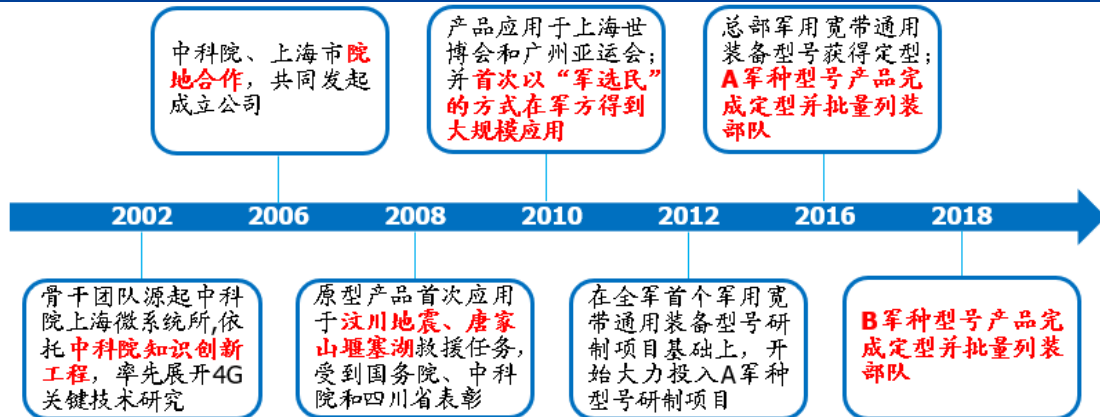 中科院、上海市院
地合作，共同发起
成立公司
产品应用于上海世
博会和广州亚运会；
并首次以“军选民”
的方式在军方得到
大规模应用
总部军用宽带通用
装备型号获得定型；
A军种型号产品完
成定型并批量列装
部队
2002 2006 2008 2010 2012 2016 2018
骨干团队源起中科
院上海微系统所,依
托中科院知识创新
工程，率先展开4G
关键技术研究
原型产品首次应用
于汶川地震、唐家
山堰塞湖救援任务，
受到国务院、中科
院和四川省表彰
在全军首个军用宽
带通用装备型号研
制项目基础上，开
始大力投入A军种
型号研制项目
B军种型号产品完
成定型并批量列装
部队